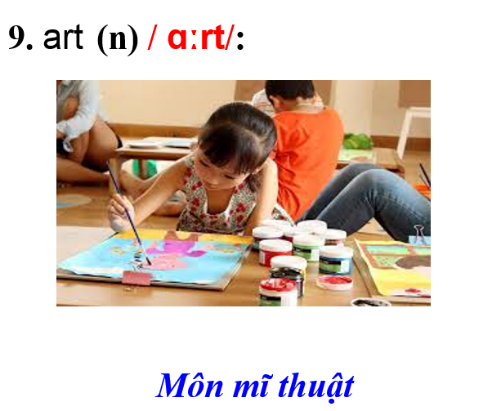 9. art (n) / ɑːrt/:
Môn mĩ thuật